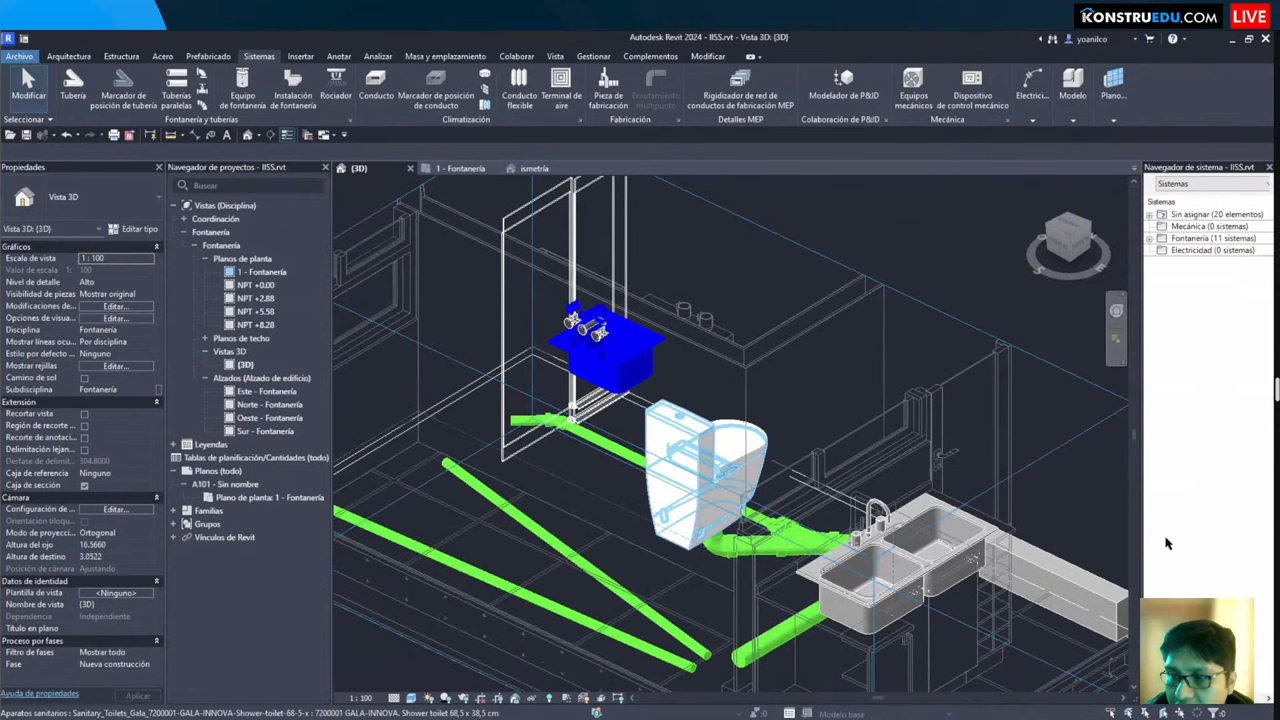 KONSTRUEDU.COM LIVE
Autodesk Revit 2024 - IISS.rvt - Vista 3D: {3D}
yoanilco
Archivo Arquitectura Estructura Acero Prefabricado Sistemas Insertar Anotar Analizar Masa y emplazamiento Colaborar Vista Gestionar Complementos Modificar
Modificar
Tubería
Marcador de posición de tubería
Tuberías paralelas
Equipo de fontanería
Instalación de fontanería
Rociador
Conducto
Marcador de posición de conducto
Conducto flexible
Terminal de aire
Pieza de fabricación
Enrutamiento multipunto
Rigidizador de red de conductos de fabricación MEP
Modelador de P&ID
Equipos mecánicos
Dispositivo de control mecánico
Electrici...
Modelo
Plano...
Seleccionar
Fontanería y tuberías
Climatización
Fabricación
Detalles MEP
Colaboración de P&ID
Mecánica
Propiedades
Vista 3D
Vista 3D: {3D} Editar tipo
Gráficos
Escala de vista 1 : 100
Valor de escala 1: 100
Nivel de detalle Alto
Visibilidad de piezas Mostrar original
Modificaciones de... Editar...
Opciones de visua... Editar...
Disciplina Fontanería
Mostrar líneas ocu... Por disciplina
Estilo por defecto ... Ninguno
Mostrar rejillas Editar...
Camino de sol
Subdisciplina Fontanería
Extensión
Recortar vista
Región de recorte ...
Recorte de anotaci...
Delimitación lejan...
Desfase de delimit... 304.8000
Caja de referencia Ninguno
Caja de sección
Cámara
Configuración de ... Editar...
Orientación bloqu...
Modo de proyecci... Ortogonal
Altura del ojo 16.5660
Altura de destino 3.0522
Posición de cámara Ajustando
Datos de identidad
Plantilla de vista <Ninguno>
Nombre de vista {3D}
Dependencia Independiente
Título en plano
Proceso por fases
Filtro de fases Mostrar todo
Fase Nueva construcción
Ayuda de propiedades Aplicar
Navegador de proyectos - IISS.rvt
Buscar
Vistas (Disciplina)
Coordinación
Fontanería
Fontanería
Planos de planta
1 - Fontanería
NPT +0.00
NPT +2.88
NPT +5.58
NPT +8.28
Planos de techo
Vistas 3D
{3D}
Alzados (Alzado de edificio)
Este - Fontanería
Norte - Fontanería
Oeste - Fontanería
Sur - Fontanería
Leyendas
Tablas de planificación/Cantidades (todo)
Planos (todo)
A101 - Sin nombre
Plano de planta: 1 - Fontanería
Familias
Grupos
Vínculos de Revit
{3D} 1 - Fontanería ismetría
Navegador de sistema - IISS.rvt
Sistemas
Sistemas
Sin asignar (20 elementos)
Mecánica (0 sistemas)
Fontanería (11 sistemas)
Electricidad (0 sistemas)
1 : 100
Aparatos sanitarios : Sanitary_Toilets_Gala_7200001-GALA-INNOVA-Shower-toilet-68-5-x : 7200001 GALA-INNOVA. Shower toilet 68,5 x 38,5 cm
:0
Modelo base
:0